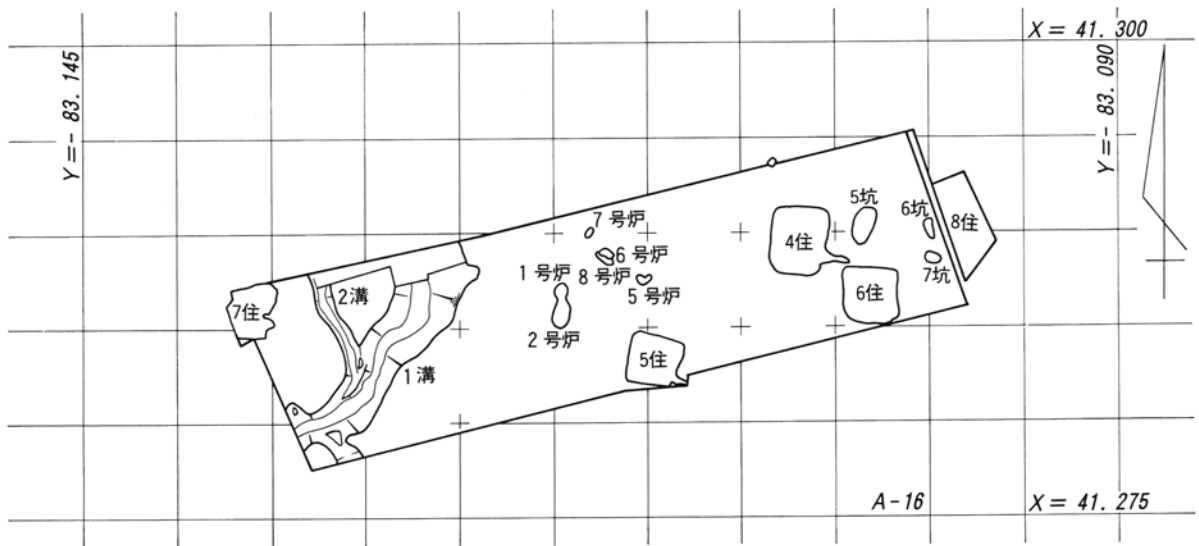 X = 41. 300
Y = - 83. 145
Y = - 83. 090
7 号炉
6 号炉
8 号炉
5 号炉
1 号炉
2 号炉
5坑
6坑
8住
4住
7坑
6住
7住
2溝
5住
1溝
A-16
X = 41. 275